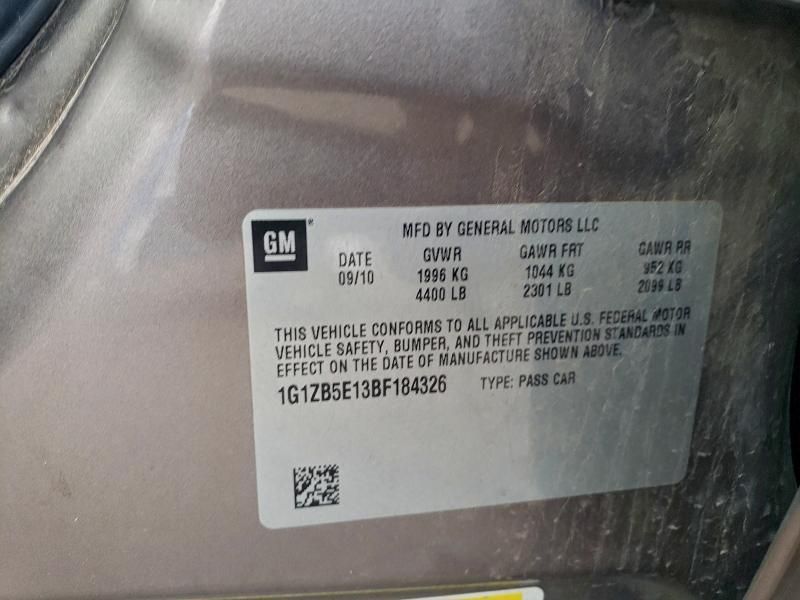 GM ® MFD BY GENERAL MOTORS LLC
DATE GVWR GAWR FRT GAWR RR
09/10 1996 KG 1044 KG 952 KG
4400 LB 2301 LB 2099 LB
THIS VEHICLE CONFORMS TO ALL APPLICABLE U.S. FEDERAL MOTOR
VEHICLE SAFETY, BUMPER, AND THEFT PREVENTION STANDARDS IN
EFFECT ON THE DATE OF MANUFACTURE SHOWN ABOVE.
1G1ZB5E13BF184326 TYPE: PASS CAR